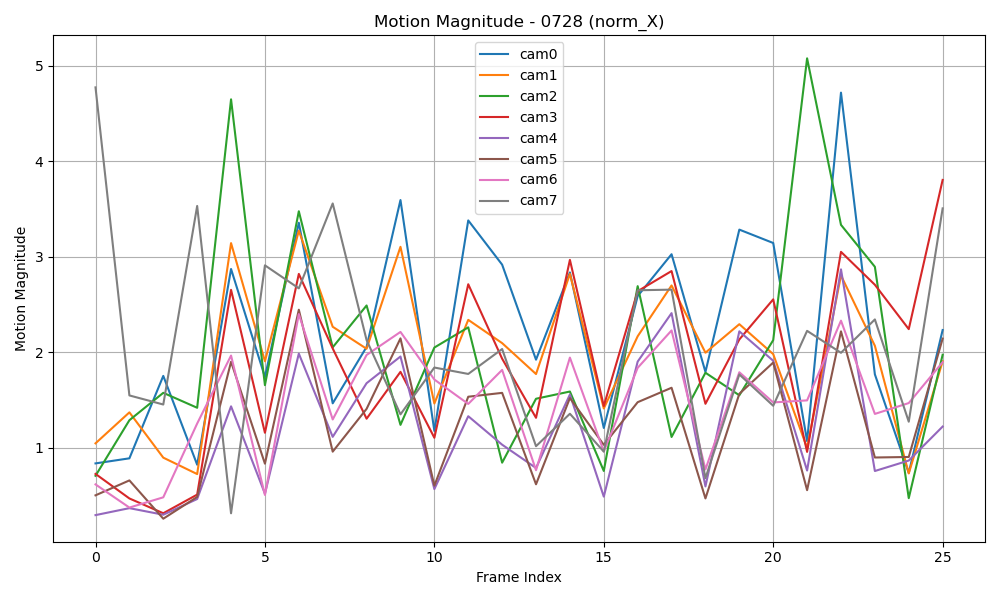 Motion Magnitude - 0728 (norm_X)
cam0
cam1
cam2
cam3
cam4
cam5
cam6
cam7
Motion Magnitude
5
4
3
2
1
0 5 10 15 20 25
Frame Index